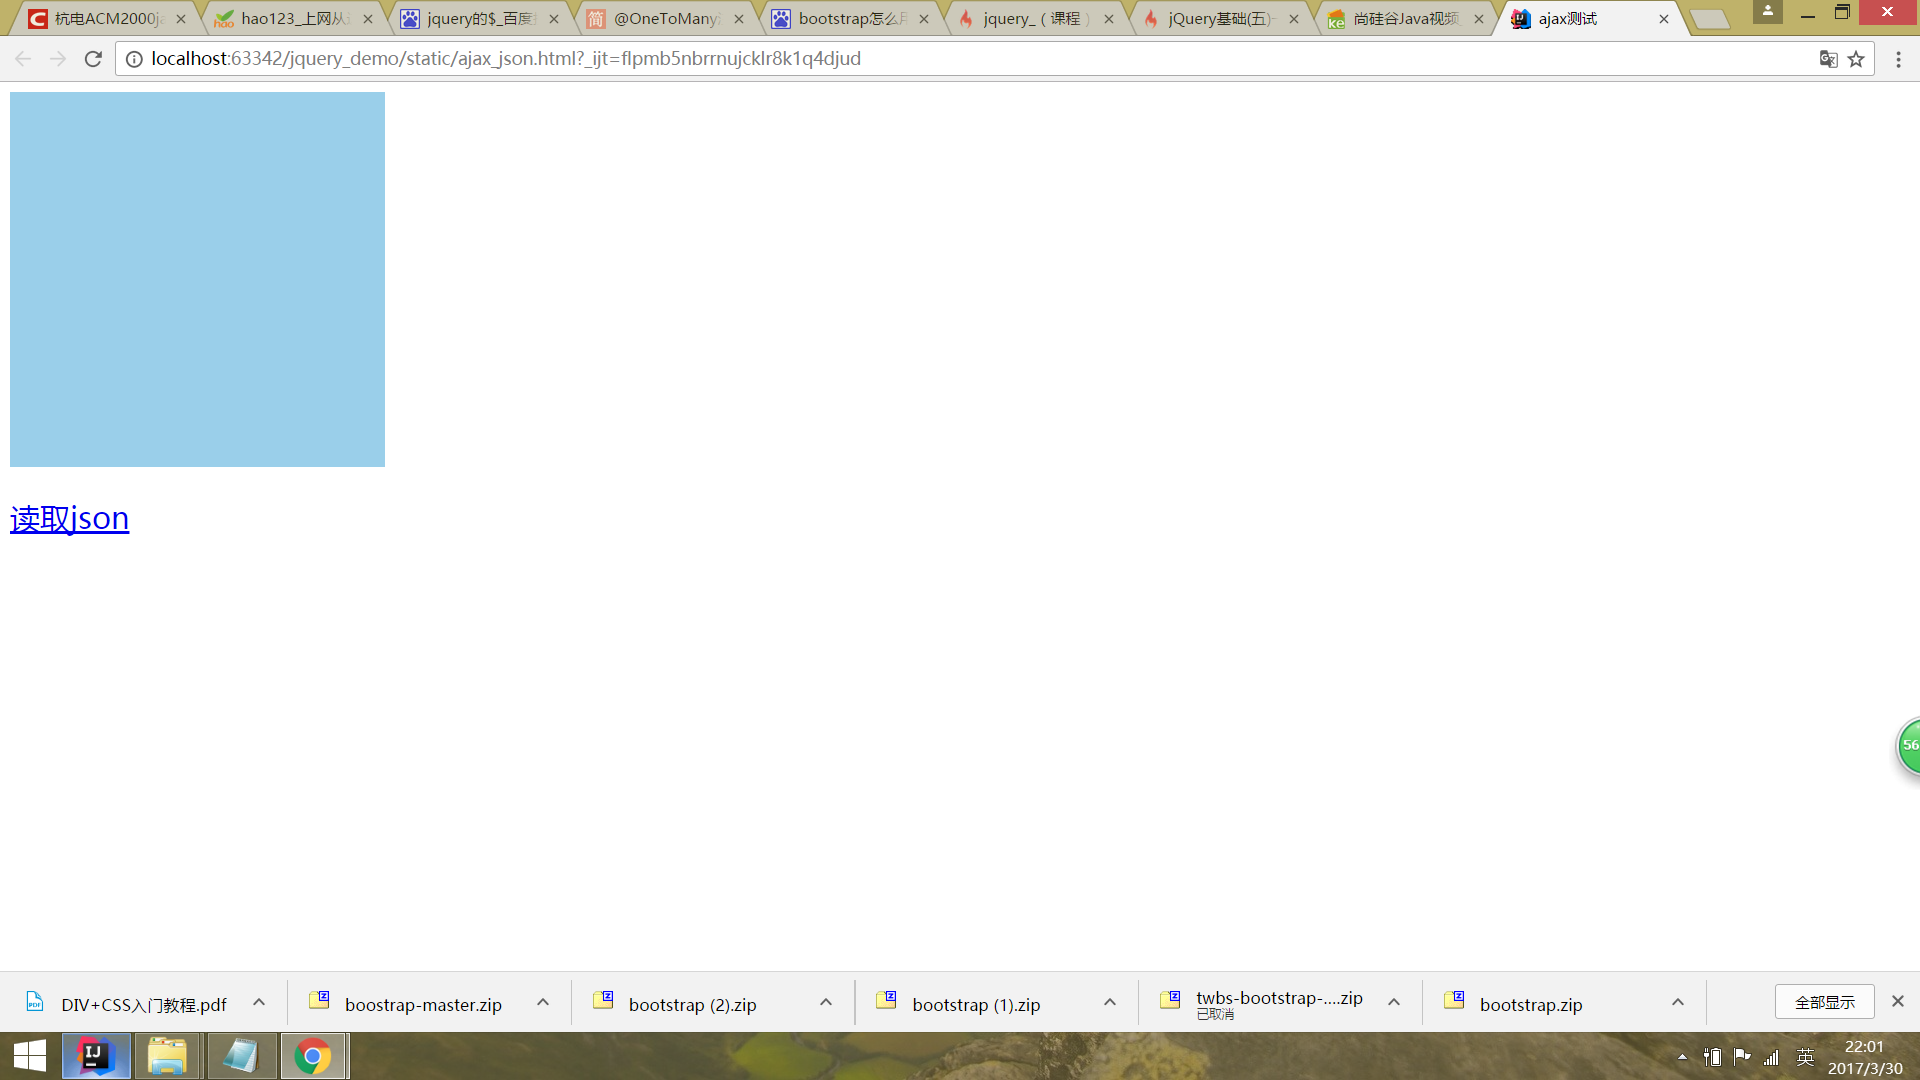 杭电ACM2000ja
hao123_上网从
jquery的$_百度
@OneToMany
bootstrap怎么
jquery_ ( 课程 )
jQuery基础(五)-
尚硅谷Java视频_
ajax测试
localhost:63342/jquery_demo/static/ajax_json.html?_ijt=flpmb5nbrrnujcklr8k1q4djud
读取json
56
DIV+CSS入门教程.pdf
boostrap-master.zip
bootstrap (2).zip
bootstrap (1).zip
twbs-bootstrap-....zip
已取消
bootstrap.zip
全部显示
英
22:01
2017/3/30